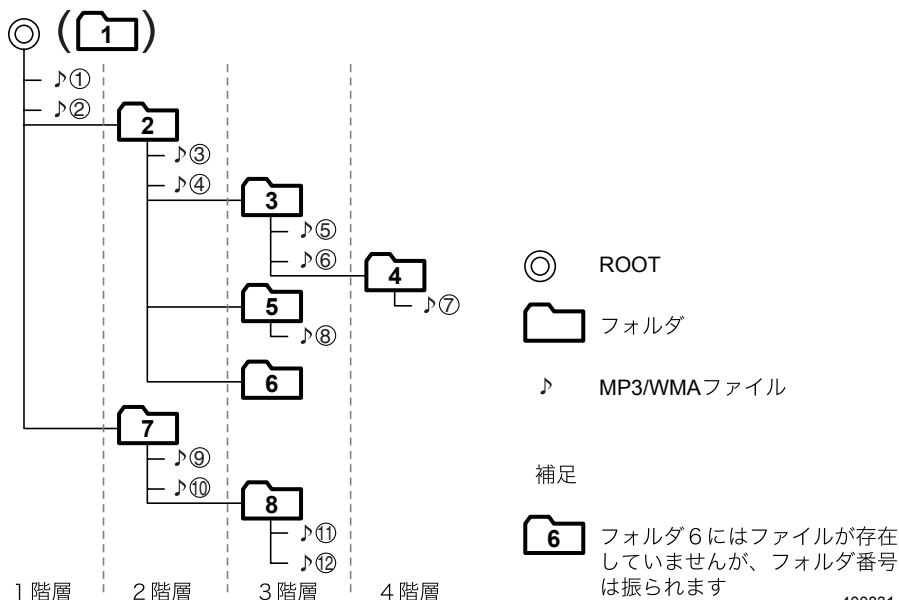 (1)
♪①
♪②
2
♪③
♪④
3
♪⑤
♪⑥
4
♪⑦
5
♪⑧
6
7
♪⑨
♪⑩
8
♪⑪
♪⑫
1階層 2階層 3階層 4階層
ROOT
フォルダ
♪ MP3/WMAファイル
補足
6 フォルダ6にはファイルが存在
していませんが、フォルダ番号
は振られます